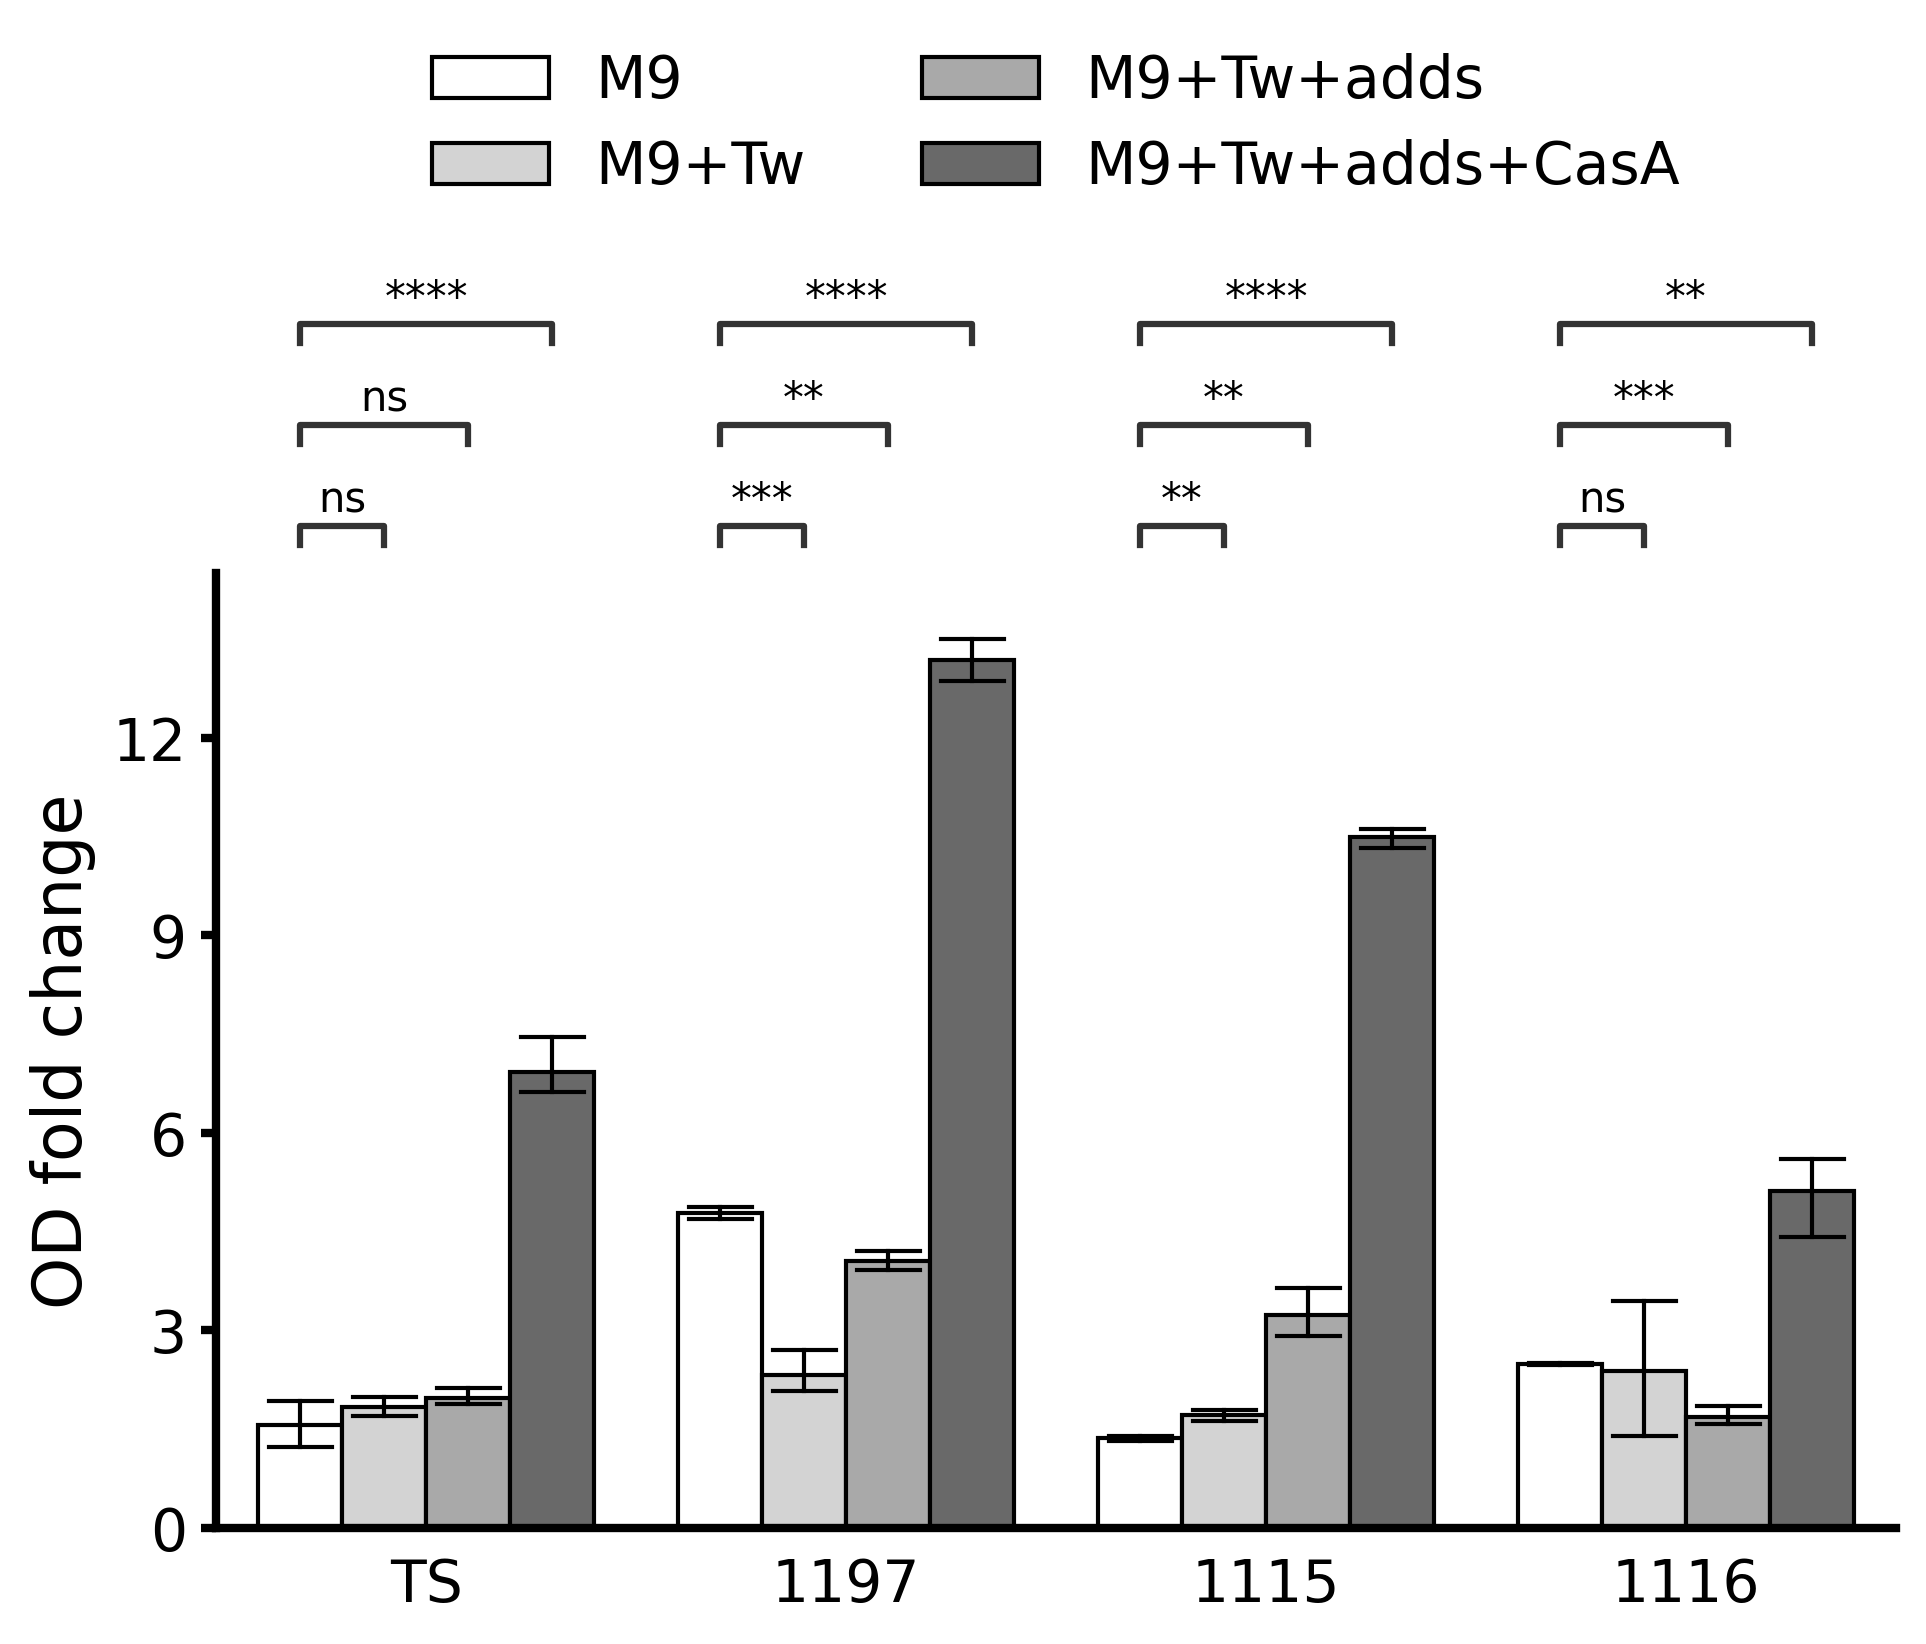 M9 M9+Tw+adds
M9+Tw M9+Tw+adds+CasA
**** **** **** **
ns ** ** ***
ns *** ** ns
12
9
6
3
0
OD fold change
TS 1197 1115 1116